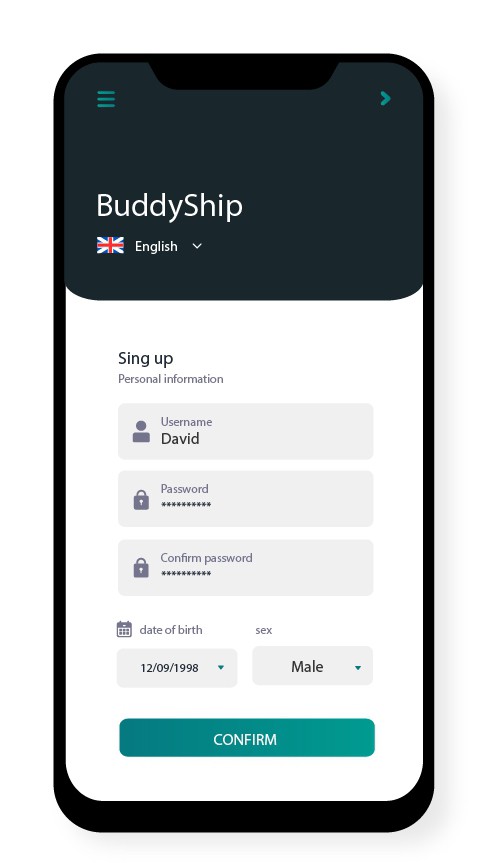 BuddyShip
English
Sing up
Personal information
Username
David
Password
**********
Confirm password
**********
date of birth sex
12/09/1998 Male
CONFIRM